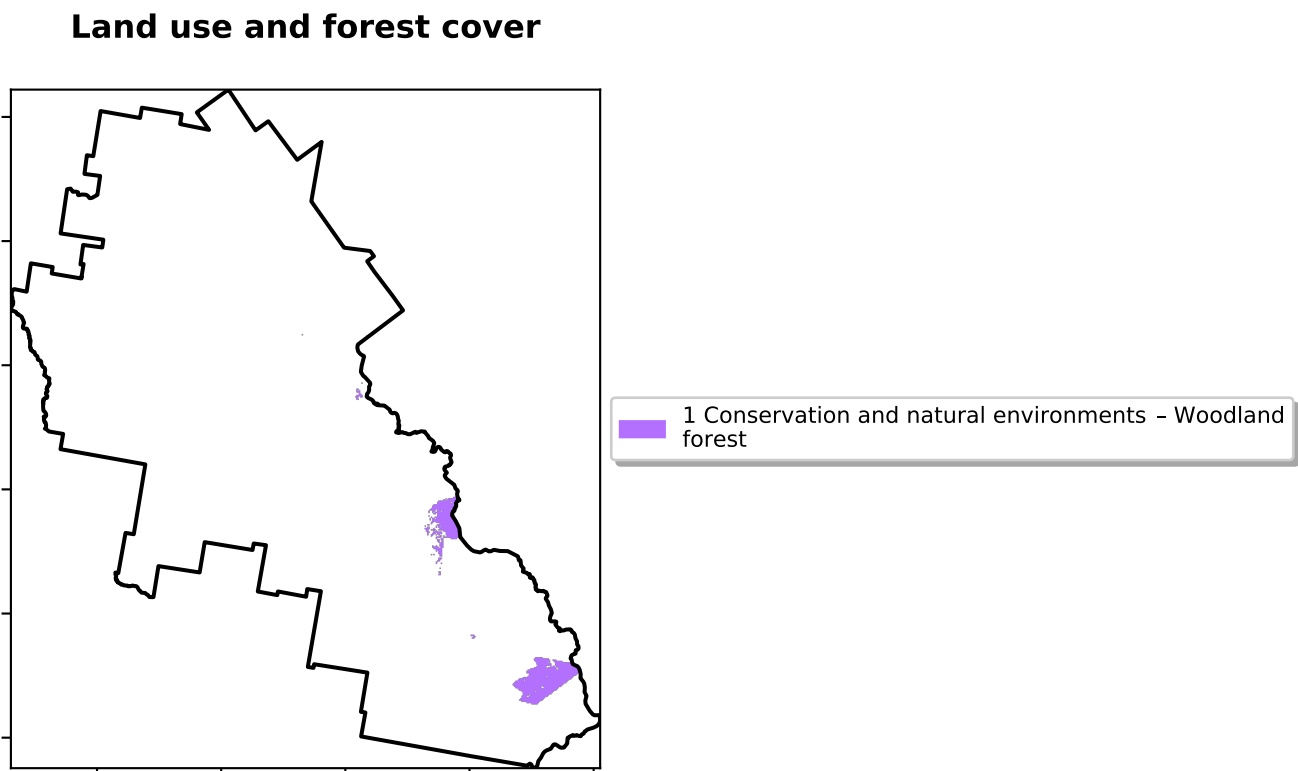 Land use and forest cover
1 Conservation and natural environments – Woodland
forest